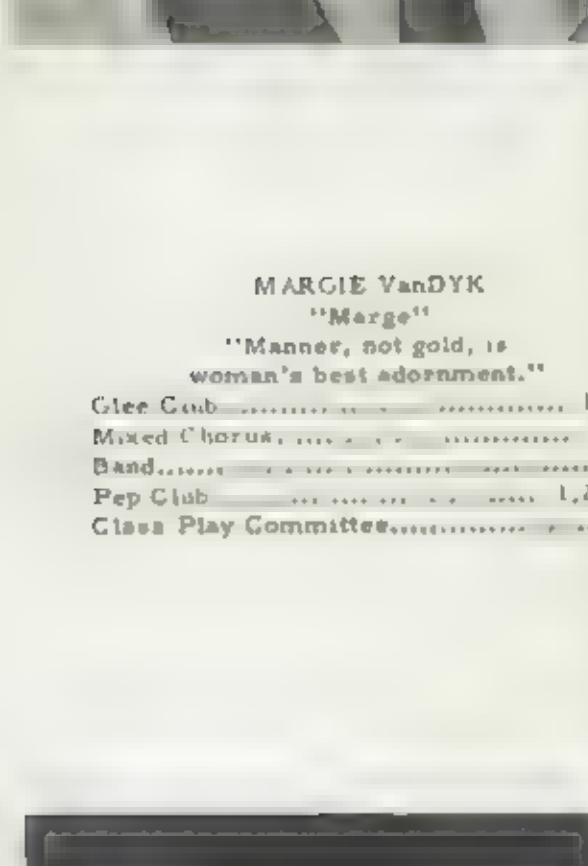 MARGIE VanDYK
"Marge"
"Manner, not gold, is
woman's best adornment."
Glee Club
Mixed Chorus
Band
Pep Club 1,
Class Play Committee